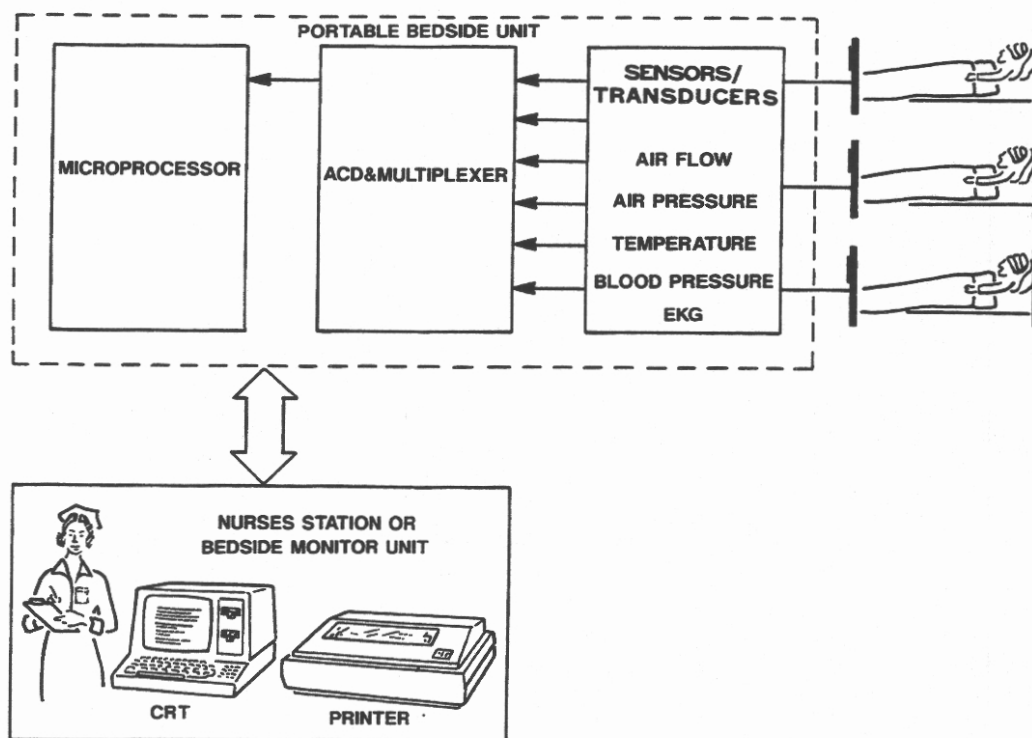 PORTABLE BEDSIDE UNIT
MICROPROCESSOR
ACD&MULTIPLEXER
SENSORS/
TRANSDUCERS
AIR FLOW
AIR PRESSURE
TEMPERATURE
BLOOD PRESSURE
EKG
NURSES STATION OR
BEDSIDE MONITOR UNIT
CRT
PRINTER